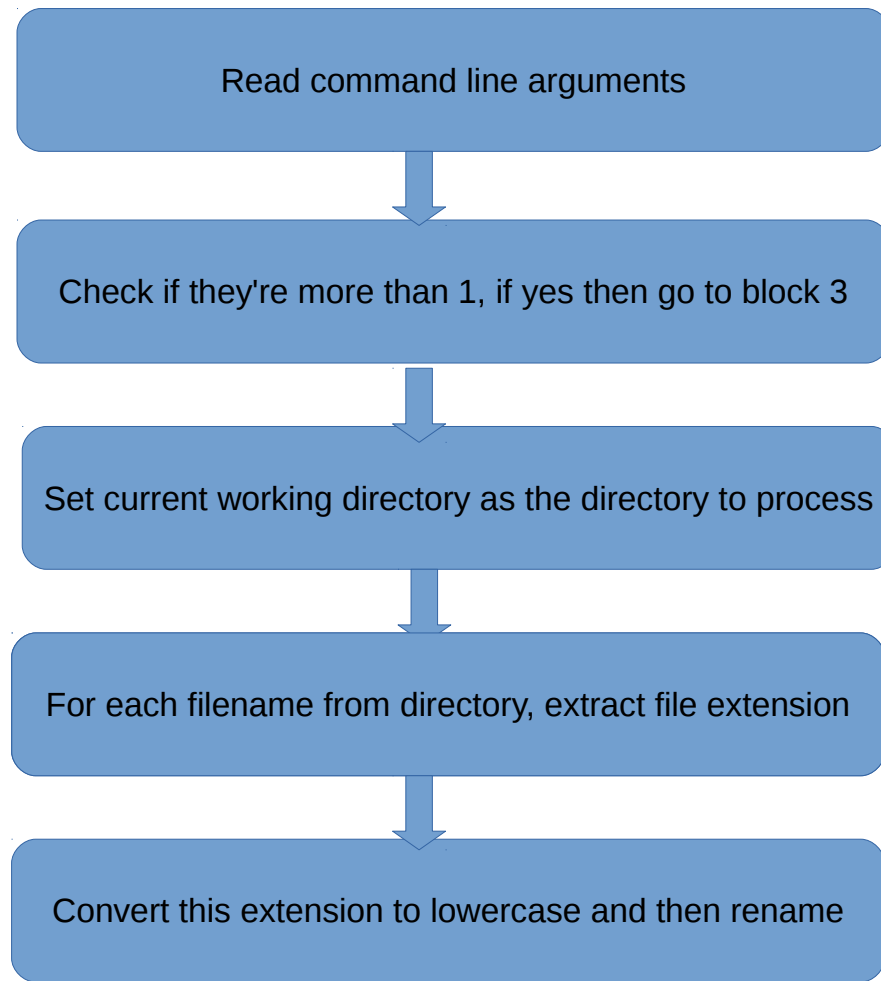 Read command line arguments
Check if they're more than 1, if yes then go to block 3
Set current working directory as the directory to process
For each filename from directory, extract file extension
Convert this extension to lowercase and then rename